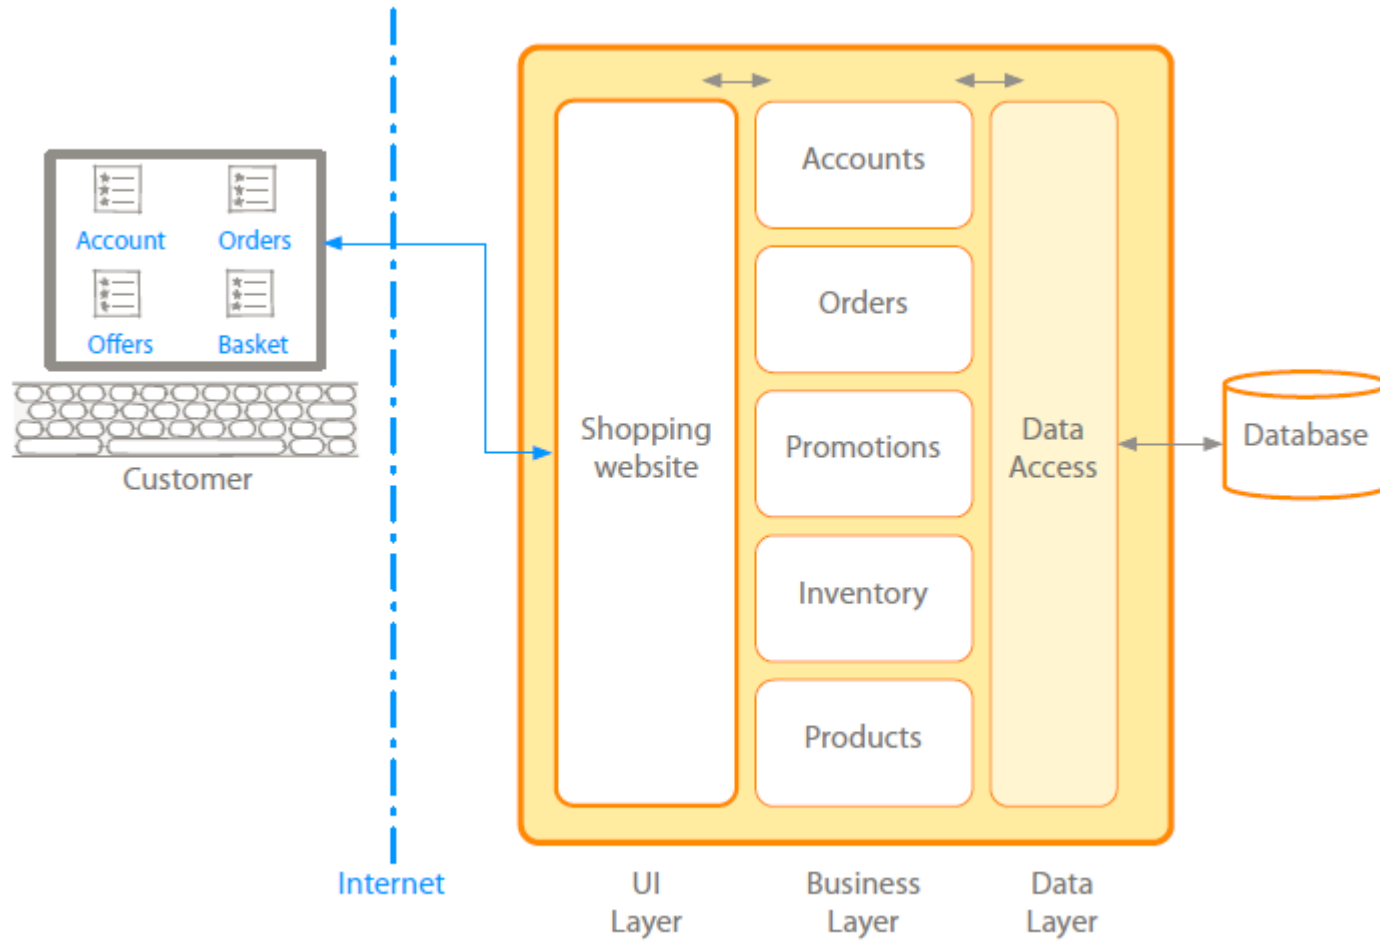 Account
Orders
Offers
Basket
Customer
Internet
Shopping
website
Accounts
Orders
Promotions
Inventory
Products
Data
Access
Database
UI
Layer
Business
Layer
Data
Layer